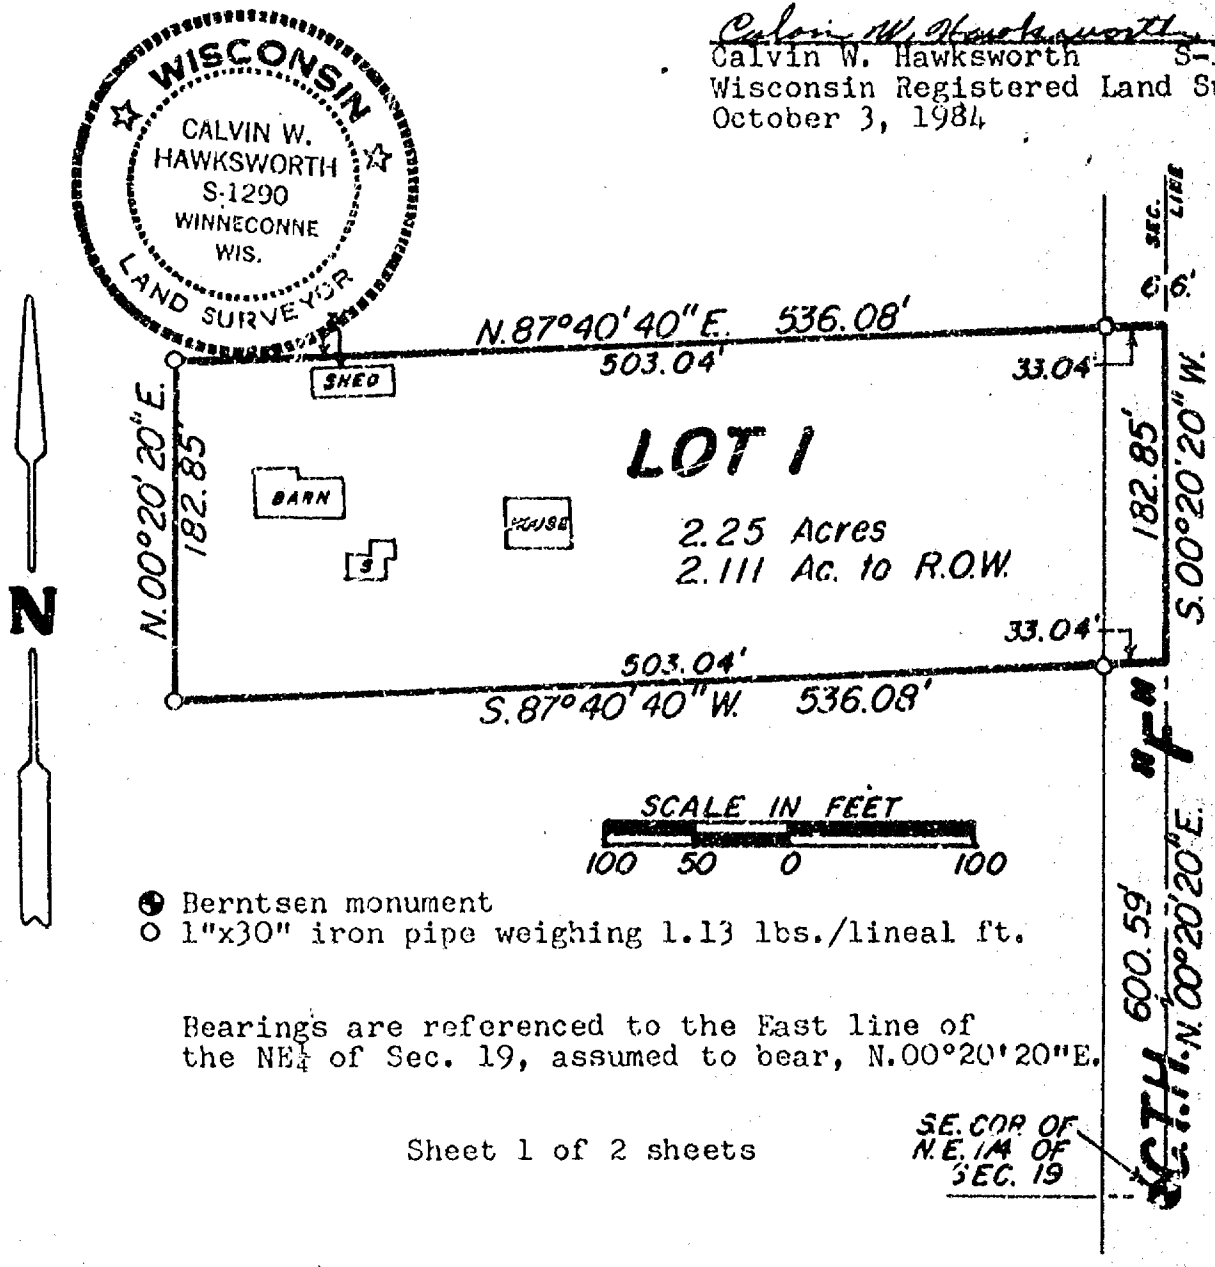 Calvin W. Hawksworth
Calvin W. Hawksworth
Wisconsin Registered Land
October 3, 1984
WISCONSIN
CALVIN W.
HAWKSWORTH
S-1290
WINNECONNE
WIS.
LAND SURVEYOR
SEC. LINE
N.87°40'40"E. 536.08'
503.04'
33.04'
SHED
N.00°20'20"E.
182.85'
LOT 1
BARN
HOUSE
S
2.25 Acres
2.111 Ac. to R.O.W.
182.85'
S.00°20'20"W.
33.04'
503.04'
S.87°40'40"W. 536.08'
N
SCALE IN FEET
100 50 0 100
Berntsen monument
1"x30" iron pipe weighing 1.13 lbs./lineal ft.
600.59'
N.00°20'20"E.
Bearings are referenced to the East line of
the NE¼ of Sec. 19, assumed to bear, N.00°20'20"E.
Sheet 1 of 2 sheets
S.E. COR. OF
N.E. 1/4 OF
SEC. 19